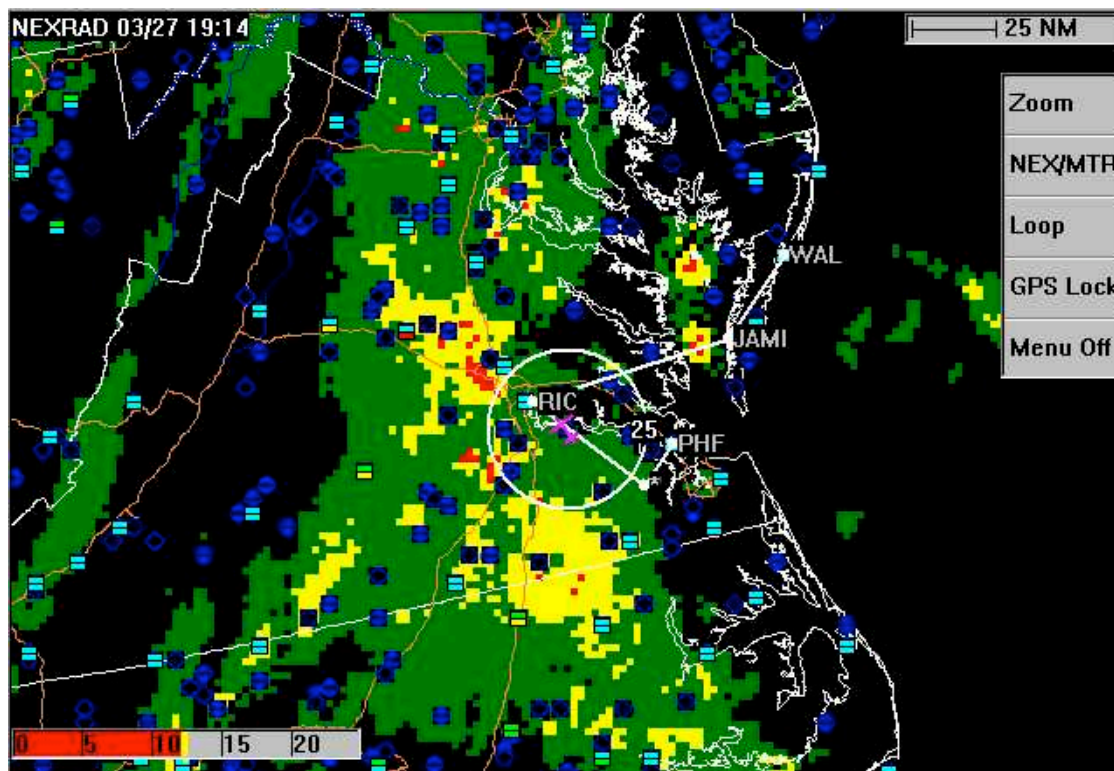 NEXRAD 03/27 19:14
25 NM
Zoom
NEX/MTR
Loop
WAL
GPS Lock
JAMI
Menu Off
RIC
25
PHF
0 5 10 15 20